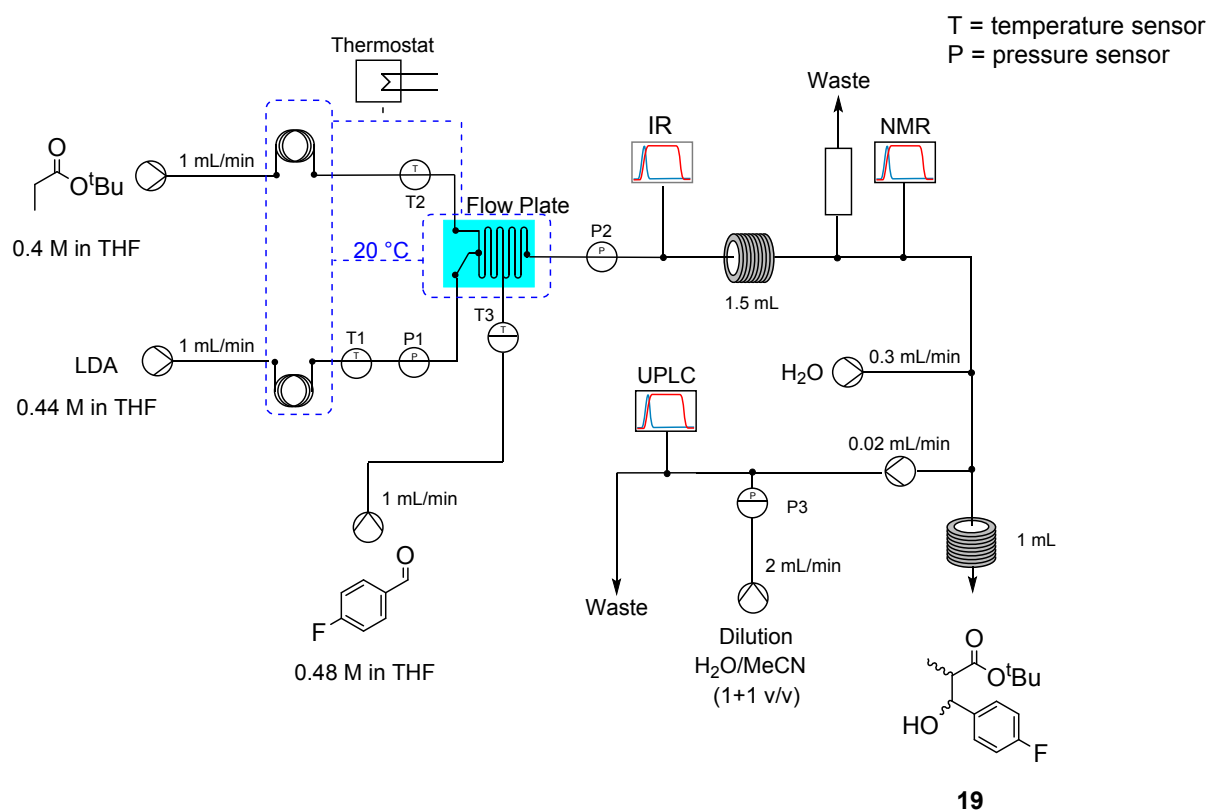 T = temperature sensor
P = pressure sensor
Thermostat
Waste
IR
NMR
O
OᵗBu
1 mL/min
T
T2
Flow Plate
P2
P
0.4 M in THF
20 °C
1.5 mL
T3
T
LDA
1 mL/min
T1
T
P1
P
0.44 M in THF
H₂O
0.3 mL/min
UPLC
0.02 mL/min
1 mL/min
P
P3
1 mL
2 mL/min
O
F
Waste
0.48 M in THF
Dilution
H₂O/MeCN
(1+1 v/v)
O
OᵗBu
HO
F
19